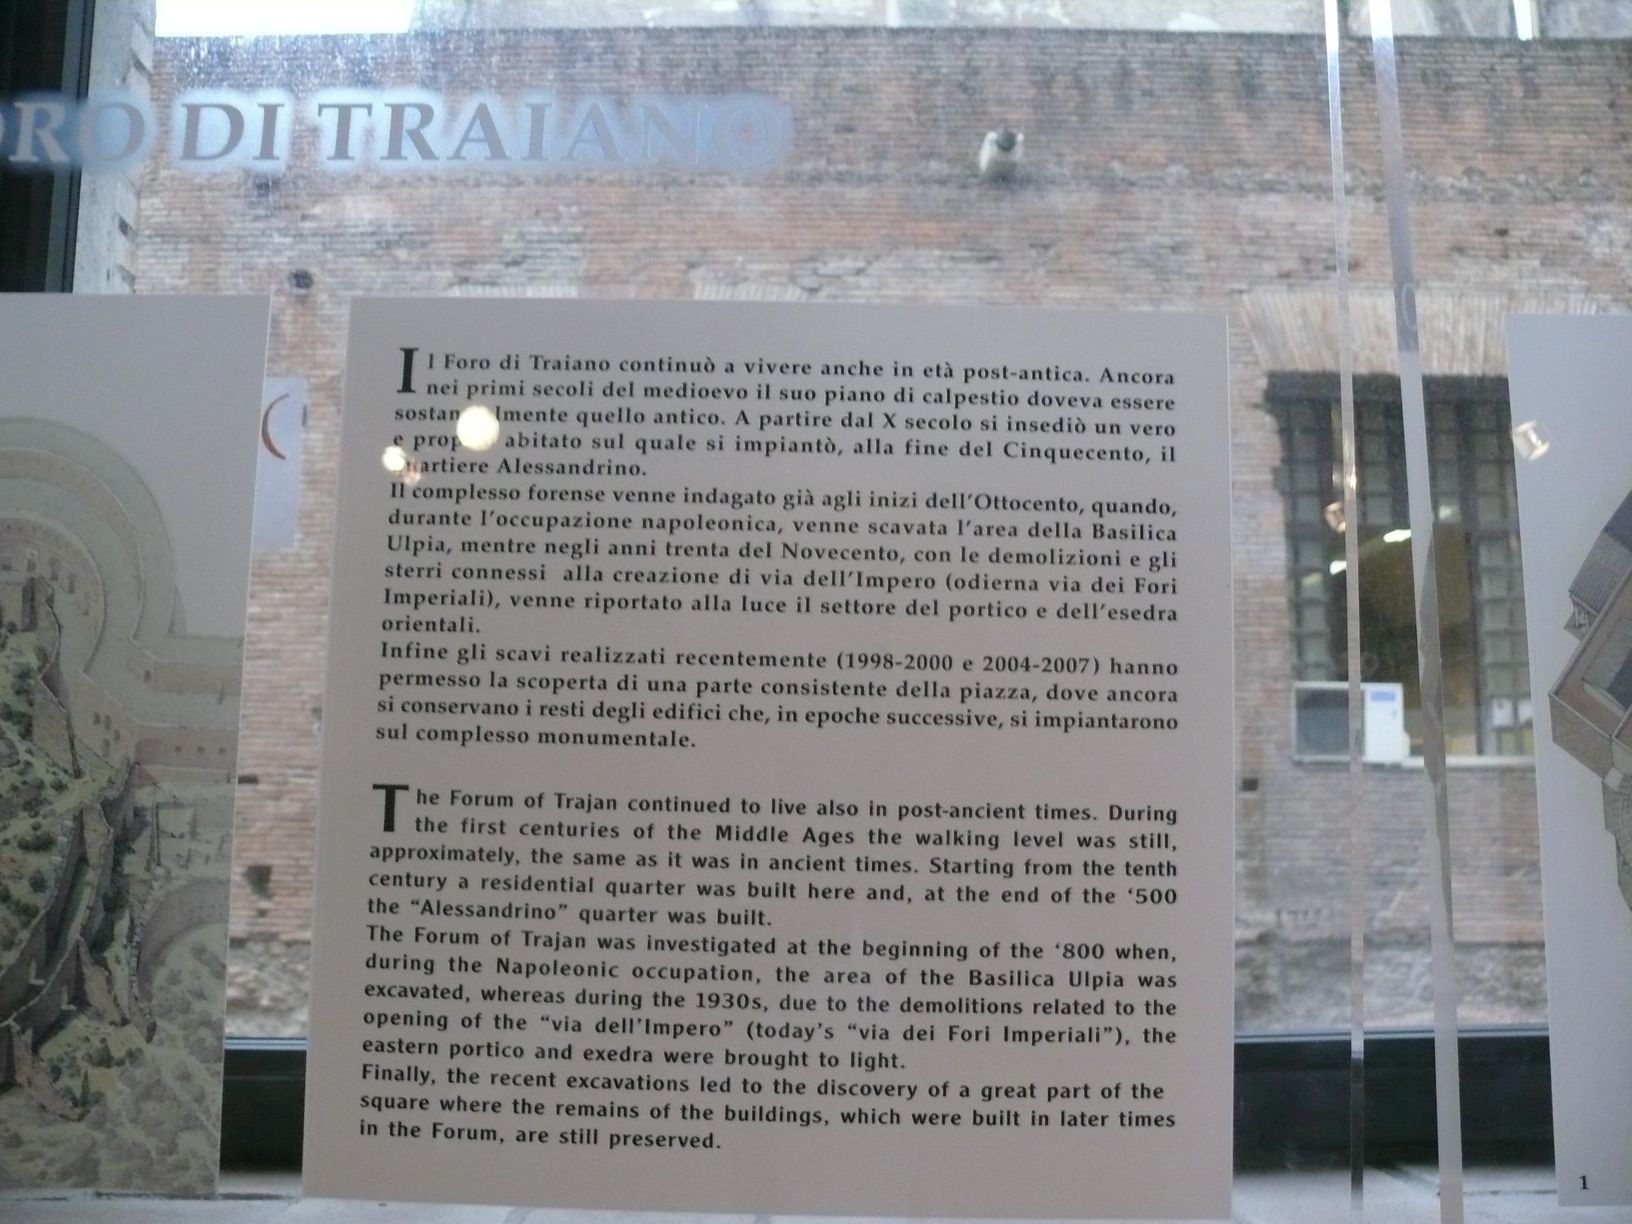 ORO DI TRAIANO
Il Foro di Traiano continuò a vivere anche in età post-antica. Ancora
nei primi secoli del medioevo il suo piano di calpestio doveva essere
quello antico. A partire dal X secolo si insediò un vero
e abitato sul quale si impiantò, alla fine del Cinquecento, il
quartiere Alessandrino.
Il complesso forense venne indagato già agli inizi dell'Ottocento, quando,
durante l'occupazione napoleonica, venne scavata l'area della Basilica
Ulpia, mentre negli anni trenta del Novecento, con le demolizioni e gli
sterri connessi alla creazione di via dell'Impero (odierna via dei Fori
Imperiali), venne riportato alla luce il settore del portico e dell'esedra
orientali.
Infine gli scavi realizzati recentemente (1998-2000 e 2004-2007) hanno
permesso la scoperta di una parte consistente della piazza, dove ancora
si conservano i resti degli edifici che, in epoche successive, si impiantarono
sul complesso monumentale.
The Forum of Trajan continued to live also in post-ancient times. During
the first centuries of the Middle Ages the walking level was still,
approximately, the same as it was in ancient times. Starting from the tenth
century a residential quarter was built here and, at the end of the '500
the "Alessandrino" quarter was built.
The Forum of Trajan was investigated at the beginning of the '800 when,
during the Napoleonic occupation, the area of the Basilica Ulpia was
excavated, whereas during the 1930s, due to the demolitions related to the
opening of the "via dell'Impero" (today's "via dei Fori Imperiali"), the
eastern portico and exedra were brought to light.
Finally, the recent excavations led to the discovery of a great part of the
square where the remains of the buildings, which were built in later times
in the Forum, are still preserved.
1